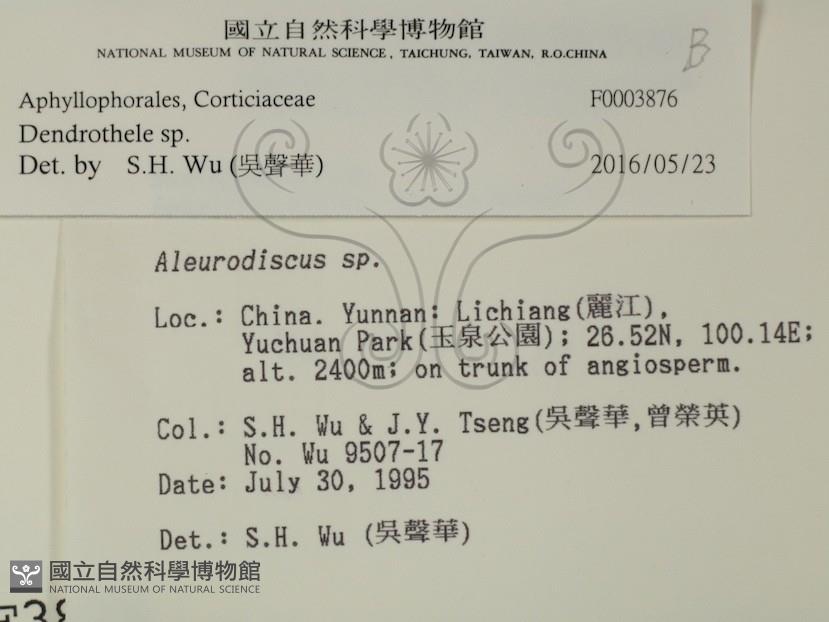 國立自然科學博物館
NATIONAL MUSEUM OF NATURAL SCIENCE, TAICHUNG, TAIWAN, R.O.CHINA
B
Aphyllophorales, Corticiaceae F0003876
Dendrothele sp.
Det. by S.H. Wu (吳聲華) 2016/05/23
Aleurodiscus sp.
Loc.: China. Yunnan: Lichiang(麗江),
Yuchuan Park(玉泉公園); 26.52N, 100.14E;
alt. 2400m; on trunk of angiosperm.
Col.: S.H. Wu & J.Y. Tseng(吳聲華,曾榮英)
No. Wu 9507-17
Date: July 30, 1995
Det.: S.H. Wu (吳聲華)
國立自然科學博物館
NATIONAL MUSEUM OF NATURAL SCIENCE